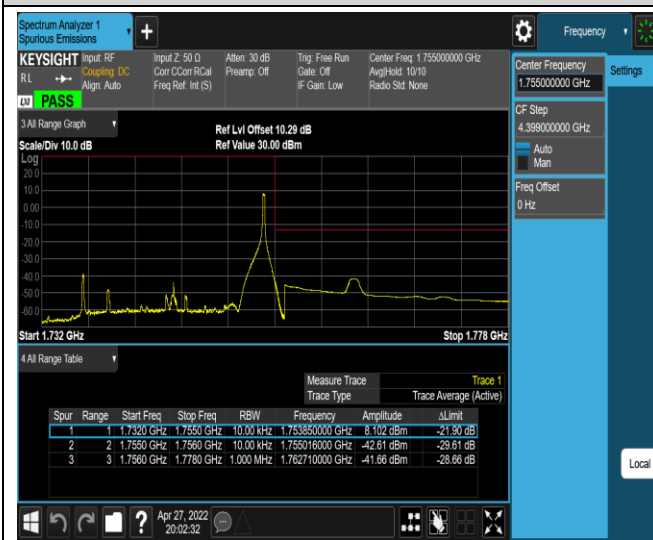 Spectrum Analyzer 1
Spurious Emissions
Frequency
KEYSIGHT Input: RF Input Z: 50 Ω Atten: 30 dB Trig: Free Run Center Freq: 1.755000000 GHz
RL Coupling: DC Corr CCorr RCal Preamp: Off Gate: Off Avg|Hold: 10/10
Align: Auto Freq Ref: Int (S) IF Gain: Low Radio Std: None
LXI PASS
Center Frequency
1.755000000 GHz
Settings
CF Step
4.399000000 GHz
Auto
Man
Freq Offset
0 Hz
3 All Range Graph
Ref Lvl Offset 10.29 dB
Scale/Div 10.0 dB Ref Value 30.00 dBm
Log
20.0
10.0
0.00
-10.0
-20.0
-30.0
-40.0
-50.0
-60.0
Start 1.732 GHz Stop 1.778 GHz
4 All Range Table
Measure Trace Trace 1
Trace Type Trace Average (Active)
Spur Range Start Freq Stop Freq RBW Frequency Amplitude ΔLimit
1 1 1.7320 GHz 1.7550 GHz 10.00 kHz 1.753850000 GHz 8.102 dBm -21.90 dB
2 2 1.7550 GHz 1.7560 GHz 10.00 kHz 1.755016000 GHz -42.61 dBm -29.61 dB
3 3 1.7560 GHz 1.7780 GHz 1.000 MHz 1.762710000 GHz -41.66 dBm -28.66 dB
Local
Apr 27, 2022
20:02:32